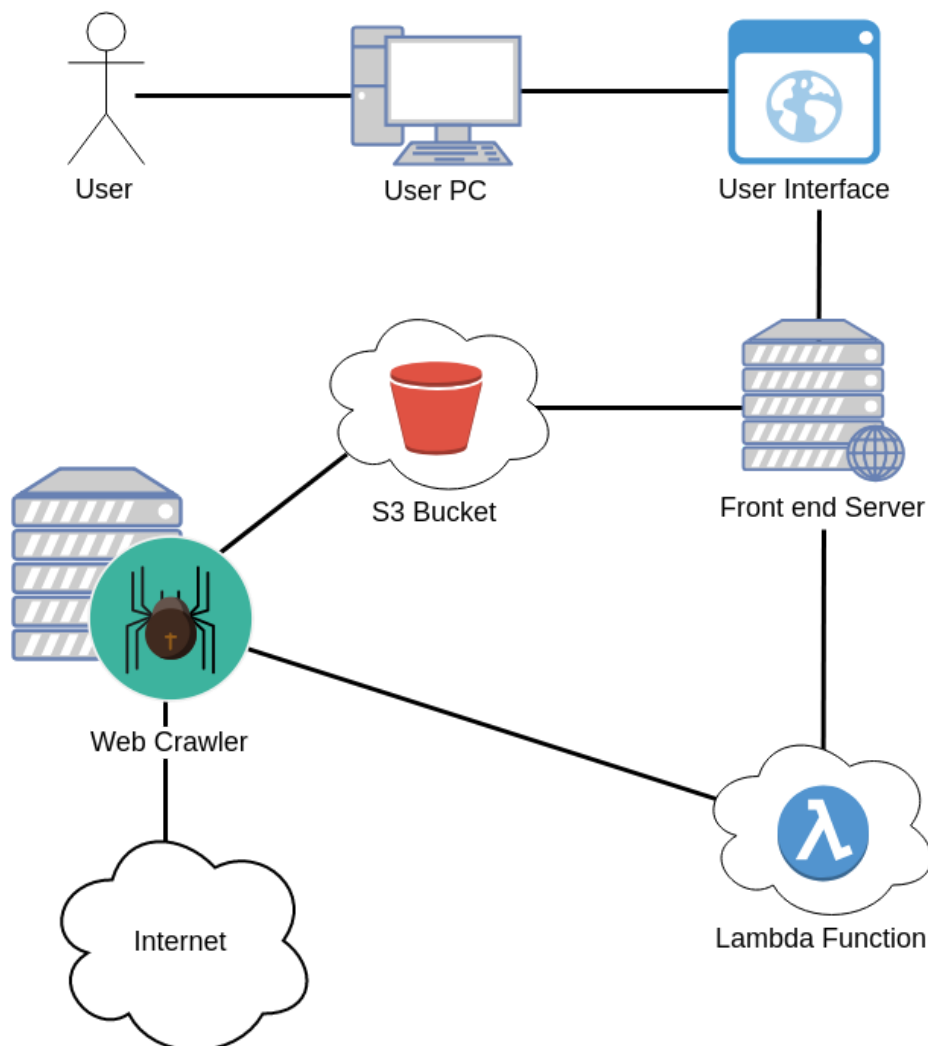 User
User PC
User Interface
S3 Bucket
Front end Server
Web Crawler
Internet
Lambda Function